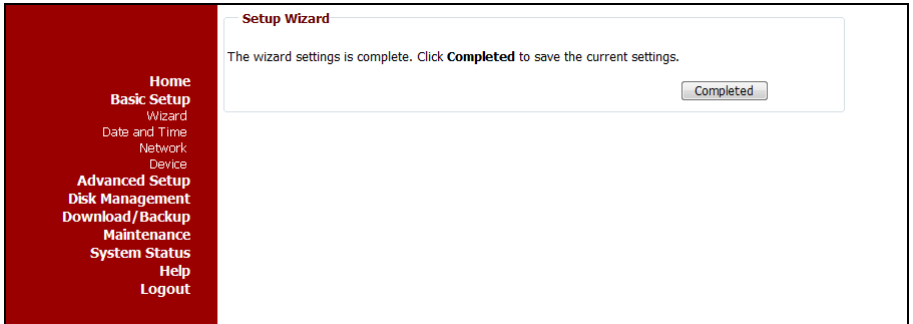 Home
Basic Setup
Wizard
Date and Time
Network
Device
Advanced Setup
Disk Management
Download/Backup
Maintenance
System Status
Help
Logout
Setup Wizard
The wizard settings is complete. Click Completed to save the current settings.
Completed